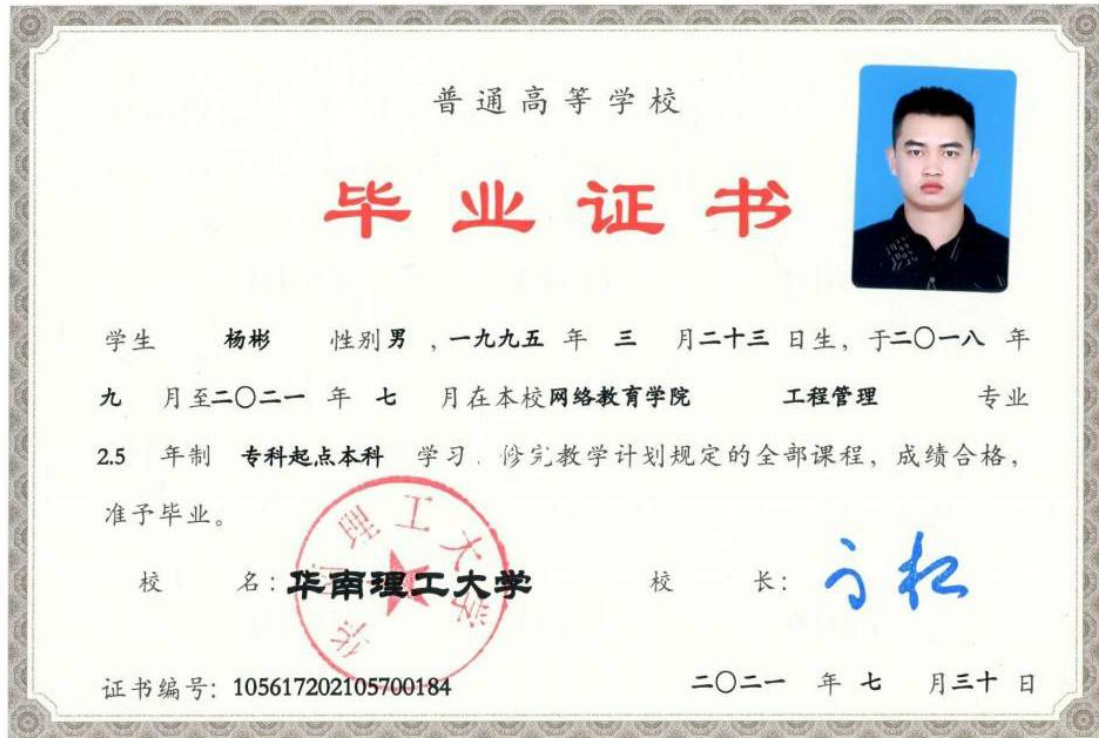 普通高等学校
毕业证书
学生 杨彬 性别 男 ，一九九五 年 三 月二十三 日生，于二〇一八 年
九 月至二〇二一 年 七 月在本校网络教育学院 工程管理 专业
2.5 年制 专科起点本科 学习、修完教学计划规定的全部课程，成绩合格，
准予毕业。
校 名：华南理工大学 校 长：
华南理工大学
证书编号：105617202105700184 二〇二一 年 七 月三十 日